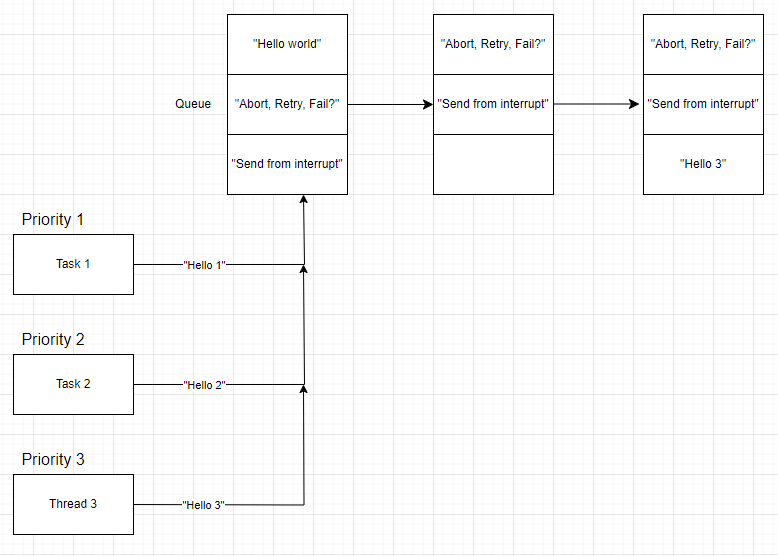 "Hello world"
"Abort, Retry, Fail?"
"Abort, Retry, Fail?"
Queue
"Abort, Retry, Fail?"
"Send from interrupt"
"Send from interrupt"
"Send from interrupt"
"Hello 3"
Priority 1
Task 1
"Hello 1"
Priority 2
Task 2
"Hello 2"
Priority 3
Thread 3
"Hello 3"